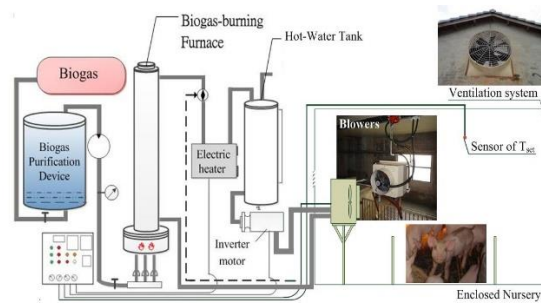 Biogas-burning
Furnace
Hot-Water Tank
Biogas
Ventilation system
Blowers
Sensor of Tset
Biogas
Purification
Device
Electric
heater
Inverter
motor
Enclosed Nursery